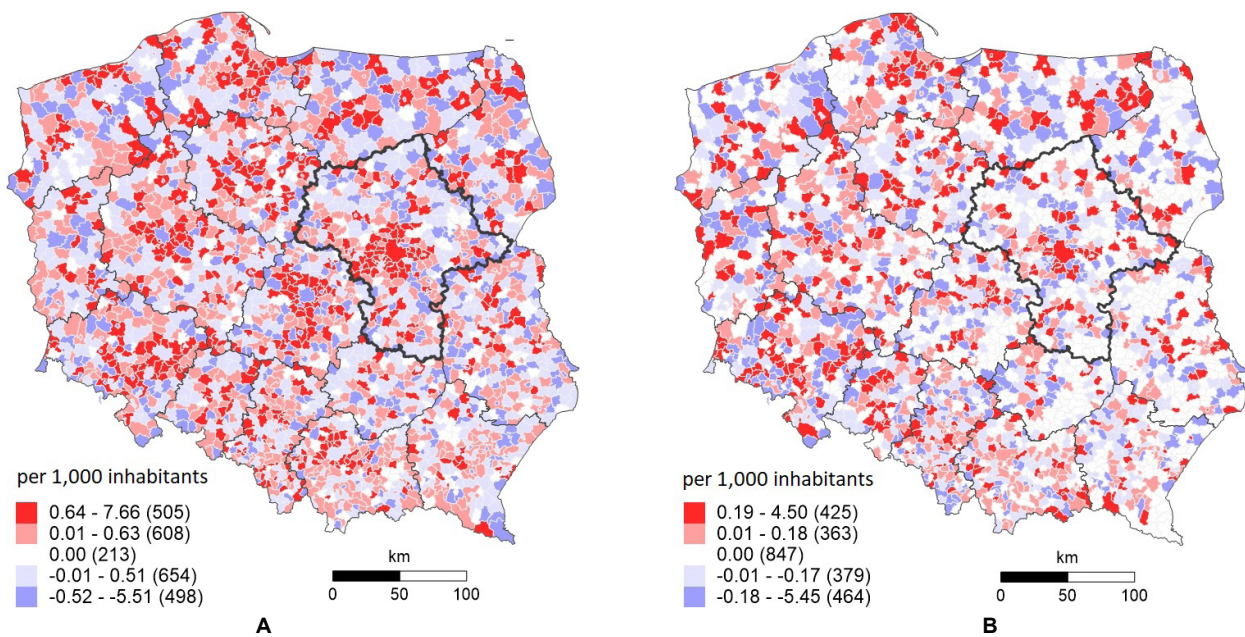 per 1,000 inhabitants
0.64 - 7.66 (505)
0.01 - 0.63 (608)
0.00 (213)
-0.01 - 0.51 (654)
-0.52 - -5.51 (498)
km
0 50 100
A
per 1,000 inhabitants
0.19 - 4.50 (425)
0.01 - 0.18 (363)
0.00 (847)
-0.01 - -0.17 (379)
-0.18 - -5.45 (464)
km
0 50 100
B